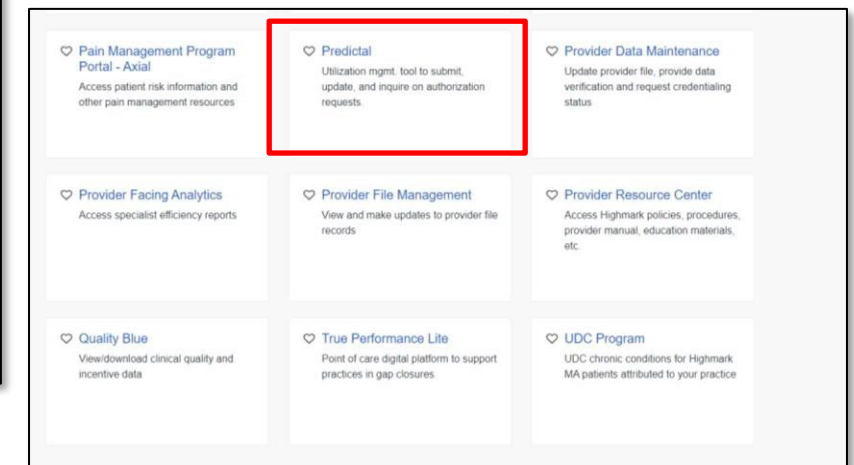 Pain Management Program
Portal - Axial
Access patient risk information and
other pain management resources
Predictal
Utilization mgmt. tool to submit,
update, and inquire on authorization
requests.
Provider Data Maintenance
Update provider file, provide data
verification and request credentialing
status
Provider Facing Analytics
Access specialist efficiency reports
Provider File Management
View and make updates to provider file
records
Provider Resource Center
Access Highmark policies, procedures,
provider manual, education materials,
etc.
Quality Blue
View/download clinical quality and
incentive data
True Performance Lite
Point of care digital platform to support
practices in gap closures
UDC Program
UDC chronic conditions for Highmark
MA patients attributed to your practice